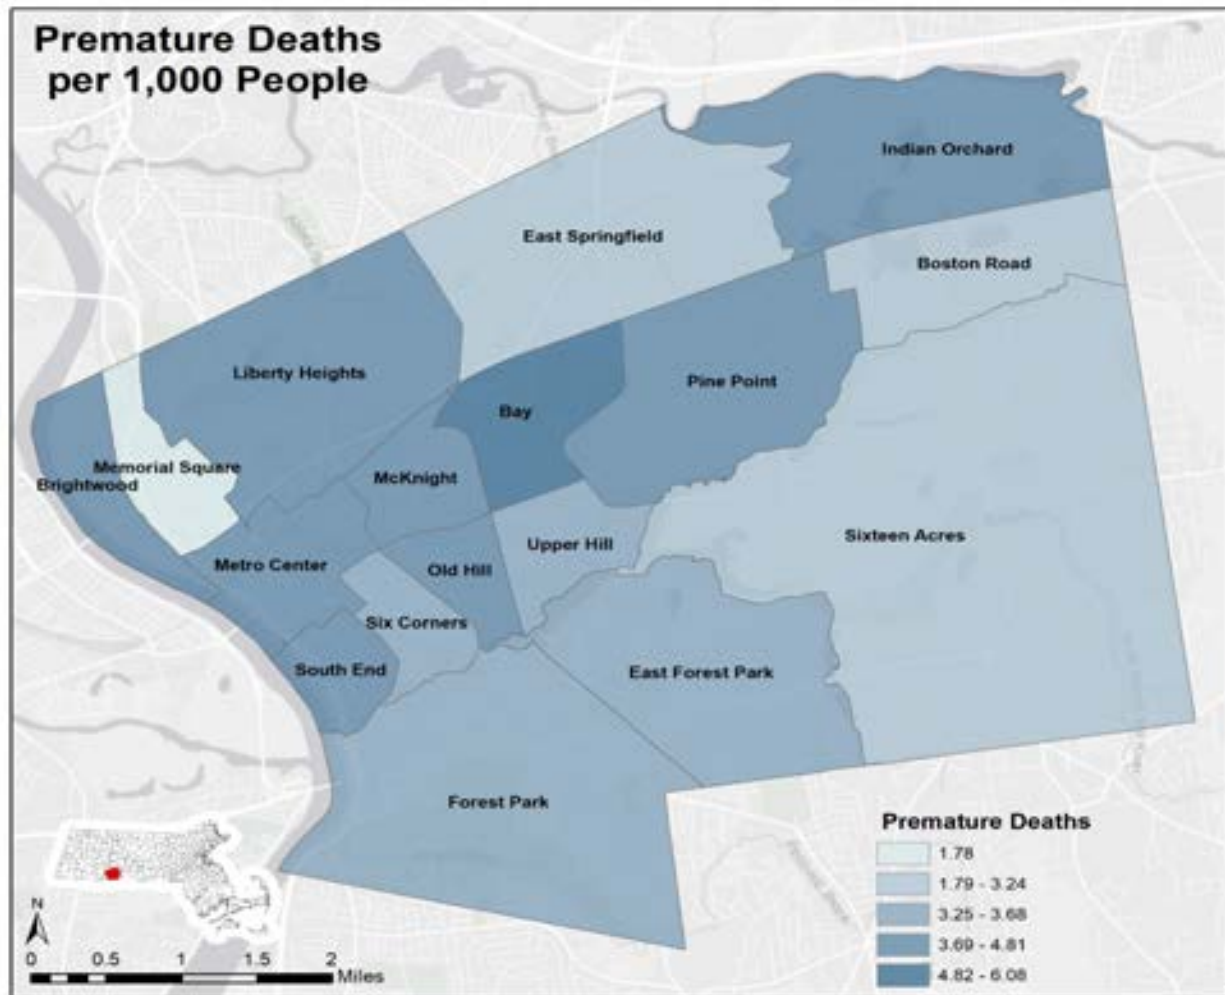 Premature Deaths
per 1,000 People
Indian Orchard
East Springfield
Boston Road
Liberty Heights
Pine Point
Bay
Memorial Square
McKnight
Brightwood
Sixteen Acres
Upper Hill
Metro Center
Old Hill
Six Corners
South End
East Forest Park
Forest Park
Premature Deaths
1.78
1.79 - 3.24
3.25 - 3.68
3.69 - 4.81
4.82 - 6.08
N
0 0.5 1 1.5 2
Miles